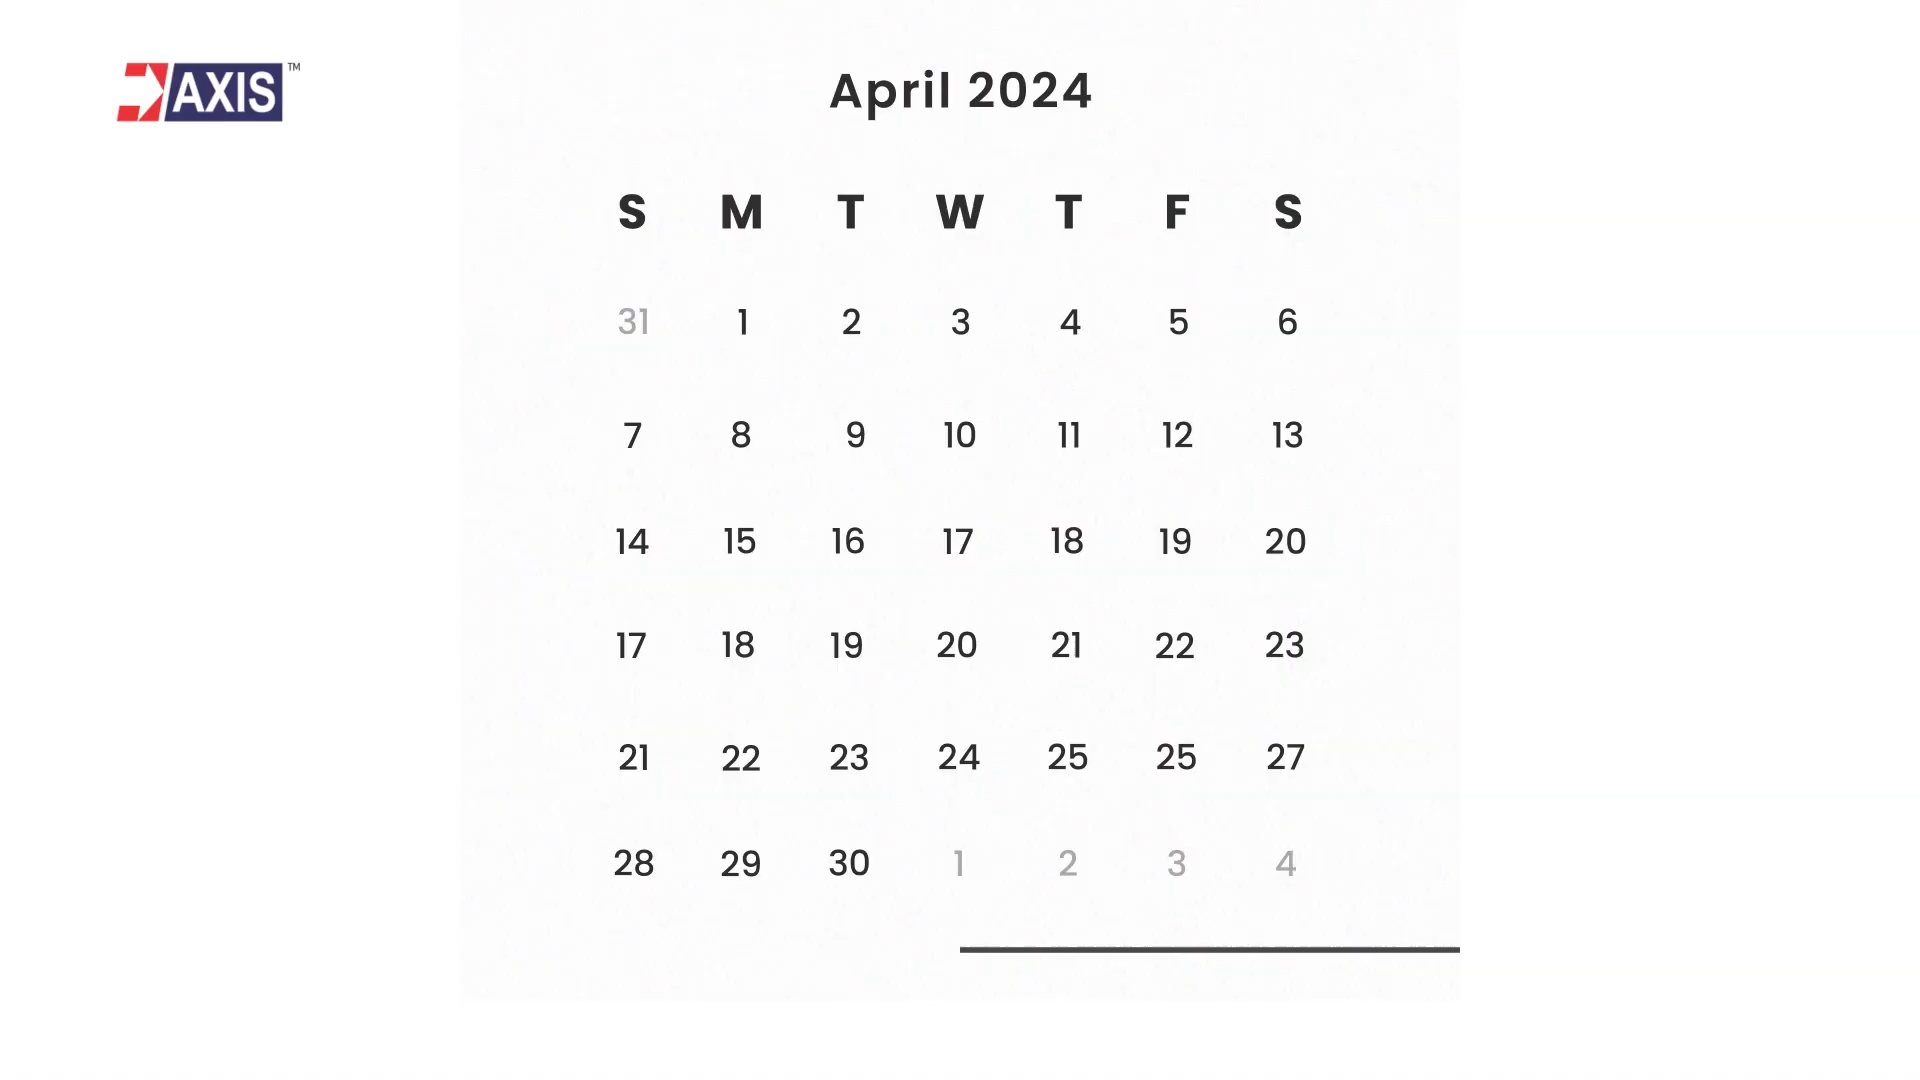 AXIS™
April 2024
S M T W T F S
31 1 2 3 4 5 6
7 8 9 10 11 12 13
14 15 16 17 18 19 20
17 18 19 20 21 22 23
21 22 23 24 25 25 27
28 29 30 1 2 3 4